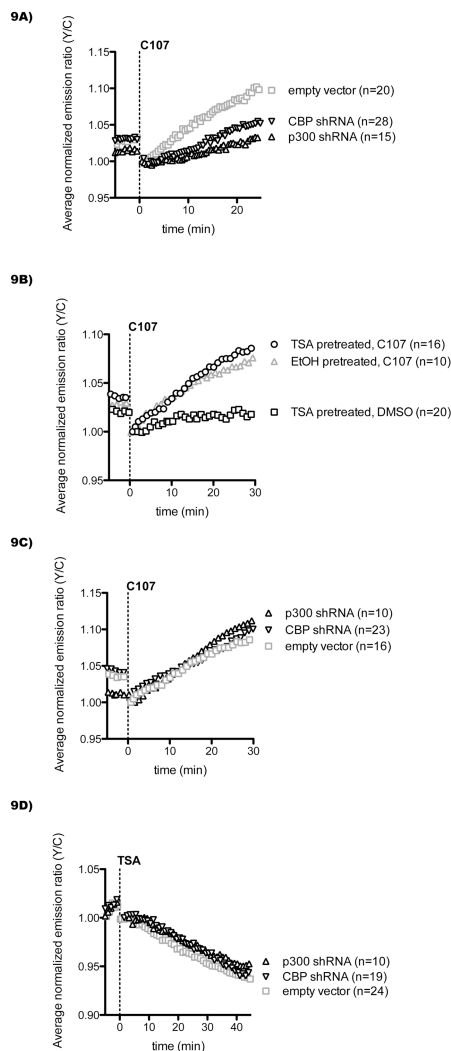 9A)
Average normalized emission ratio (Y/C)
C107
1.15
1.10
1.05
1.00
0.95
0
10
20
time (min)
empty vector (n=20)
CBP shRNA (n=28)
p300 shRNA (n=15)
9B)
Average normalized emission ratio (Y/C)
C107
1.10
1.05
1.00
0.95
0
10
20
30
time (min)
TSA pretreated, C107 (n=16)
EtOH pretreated, C107 (n=10)
TSA pretreated, DMSO (n=20)
9C)
Average normalized emission ratio (Y/C)
C107
1.15
1.10
1.05
1.00
0.95
0
10
20
30
time (min)
p300 shRNA (n=10)
CBP shRNA (n=23)
empty vector (n=16)
9D)
Average normalized emission ratio (Y/C)
TSA
1.05
1.00
0.95
0.90
0
10
20
30
40
time (min)
p300 shRNA (n=10)
CBP shRNA (n=19)
empty vector (n=24)